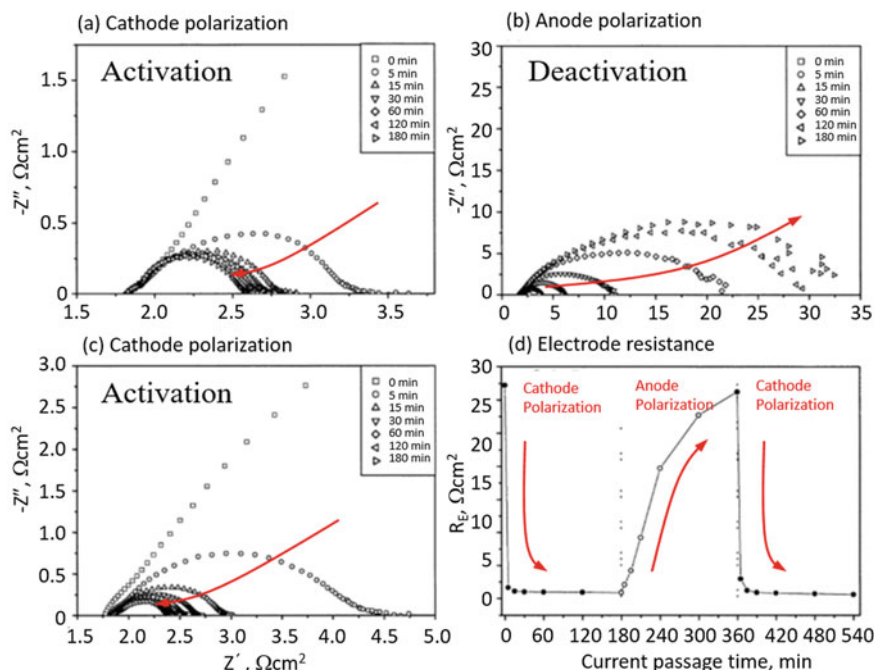 (a) Cathode polarization
Activation
0 min
5 min
15 min
30 min
60 min
120 min
180 min
-Z″, Ωcm²
1.5
1.0
0.5
0
1.5
2.0
2.5
3.0
3.5
(b) Anode polarization
Deactivation
0 min
5 min
15 min
30 min
60 min
120 min
180 min
-Z″, Ωcm²
30
25
20
15
10
5
0
0
5
10
15
20
25
30
35
(c) Cathode polarization
Activation
0 min
5 min
15 min
30 min
60 min
120 min
180 min
-Z″, Ωcm²
3.0
2.5
2.0
1.5
1.0
0.5
0
1.5
2.0
2.5
3.0
3.5
4.0
4.5
5.0
Z′, Ωcm²
(d) Electrode resistance
Cathode
Polarization
Anode
Polarization
Cathode
Polarization
R_E, Ωcm²
30
25
20
15
10
5
0
0
60
120
180
240
300
360
420
480
540
Current passage time, min